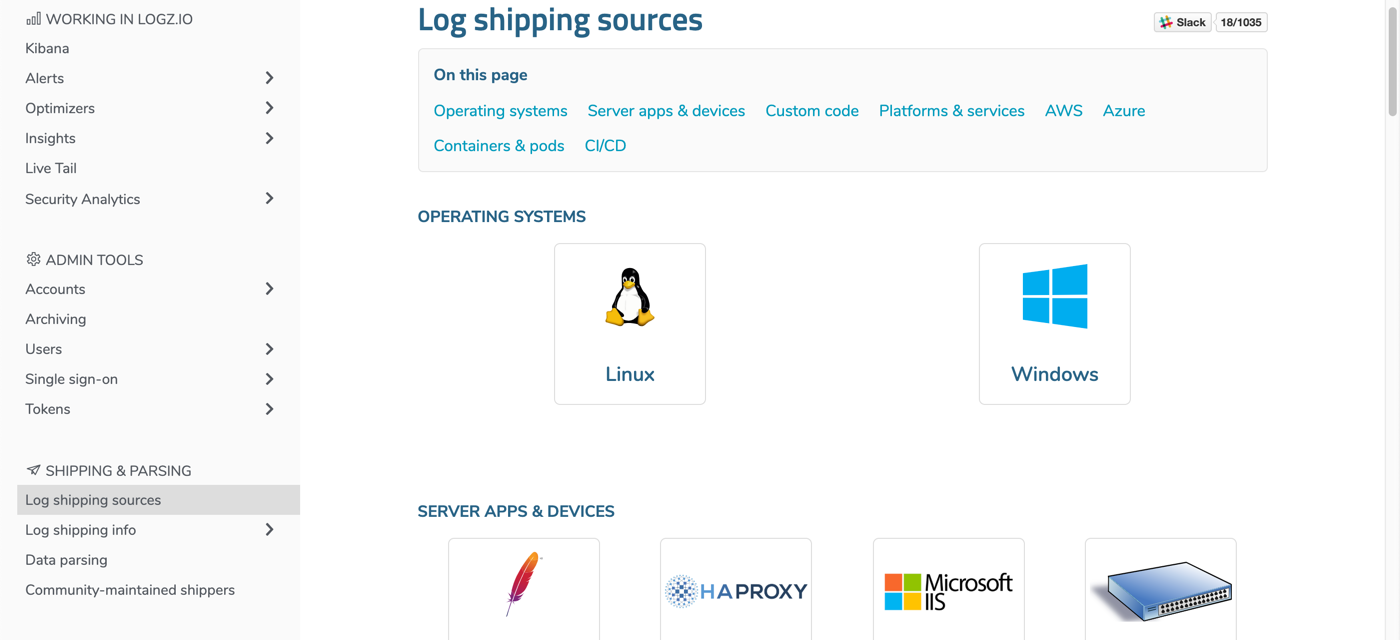 WORKING IN LOGZ.IO
Kibana
Alerts
Optimizers
Insights
Live Tail
Security Analytics
ADMIN TOOLS
Accounts
Archiving
Users
Single sign-on
Tokens
SHIPPING & PARSING
Log shipping sources
Log shipping info
Data parsing
Community-maintained shippers
Log shipping sources
Slack 18/1035
On this page
Operating systems Server apps & devices Custom code Platforms & services AWS Azure
Containers & pods CI/CD
OPERATING SYSTEMS
Linux Windows
SERVER APPS & DEVICES
HAPROXY
Microsoft
IIS